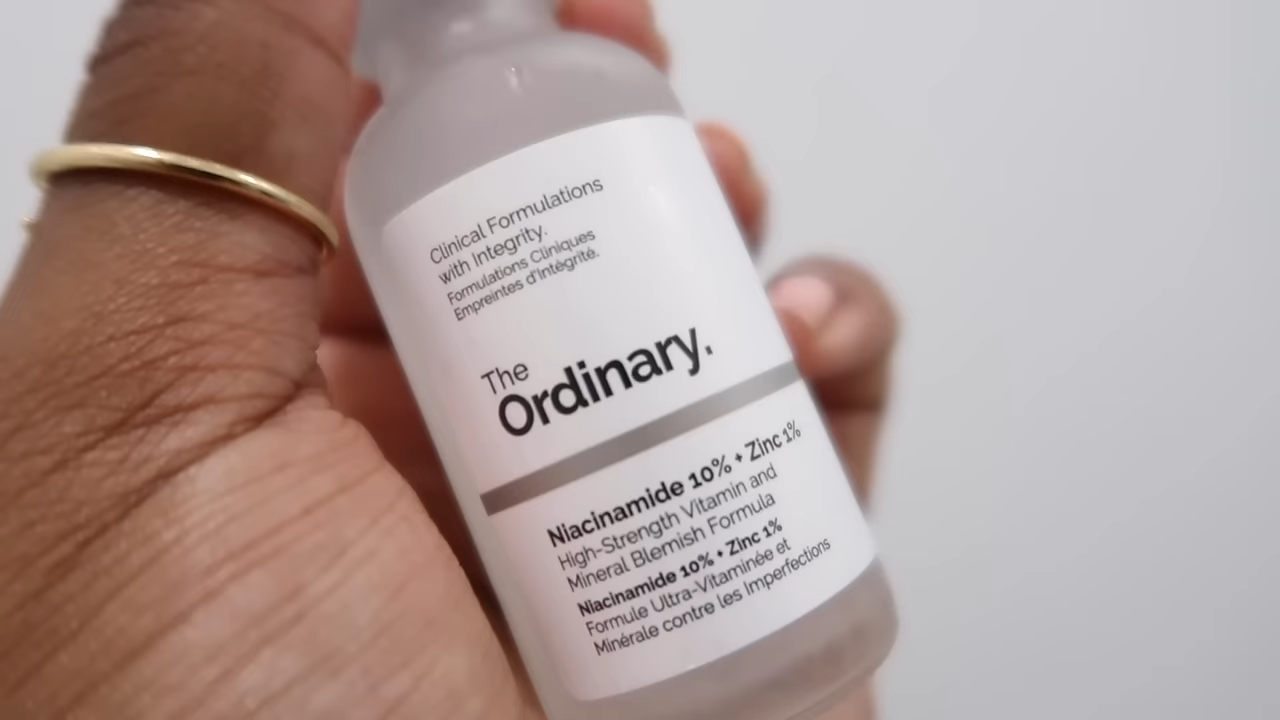 Clinical Formulations
with Integrity.
Formulations Cliniques
Empreintes d'Intégrité.
The
Ordinary.
Niacinamide 10% + Zinc 1%
High-Strength Vitamin and
Mineral Blemish Formula
Niacinamide 10% + Zinc 1%
Formule Ultra-Vitaminée et
Minérale contre les Imperfections